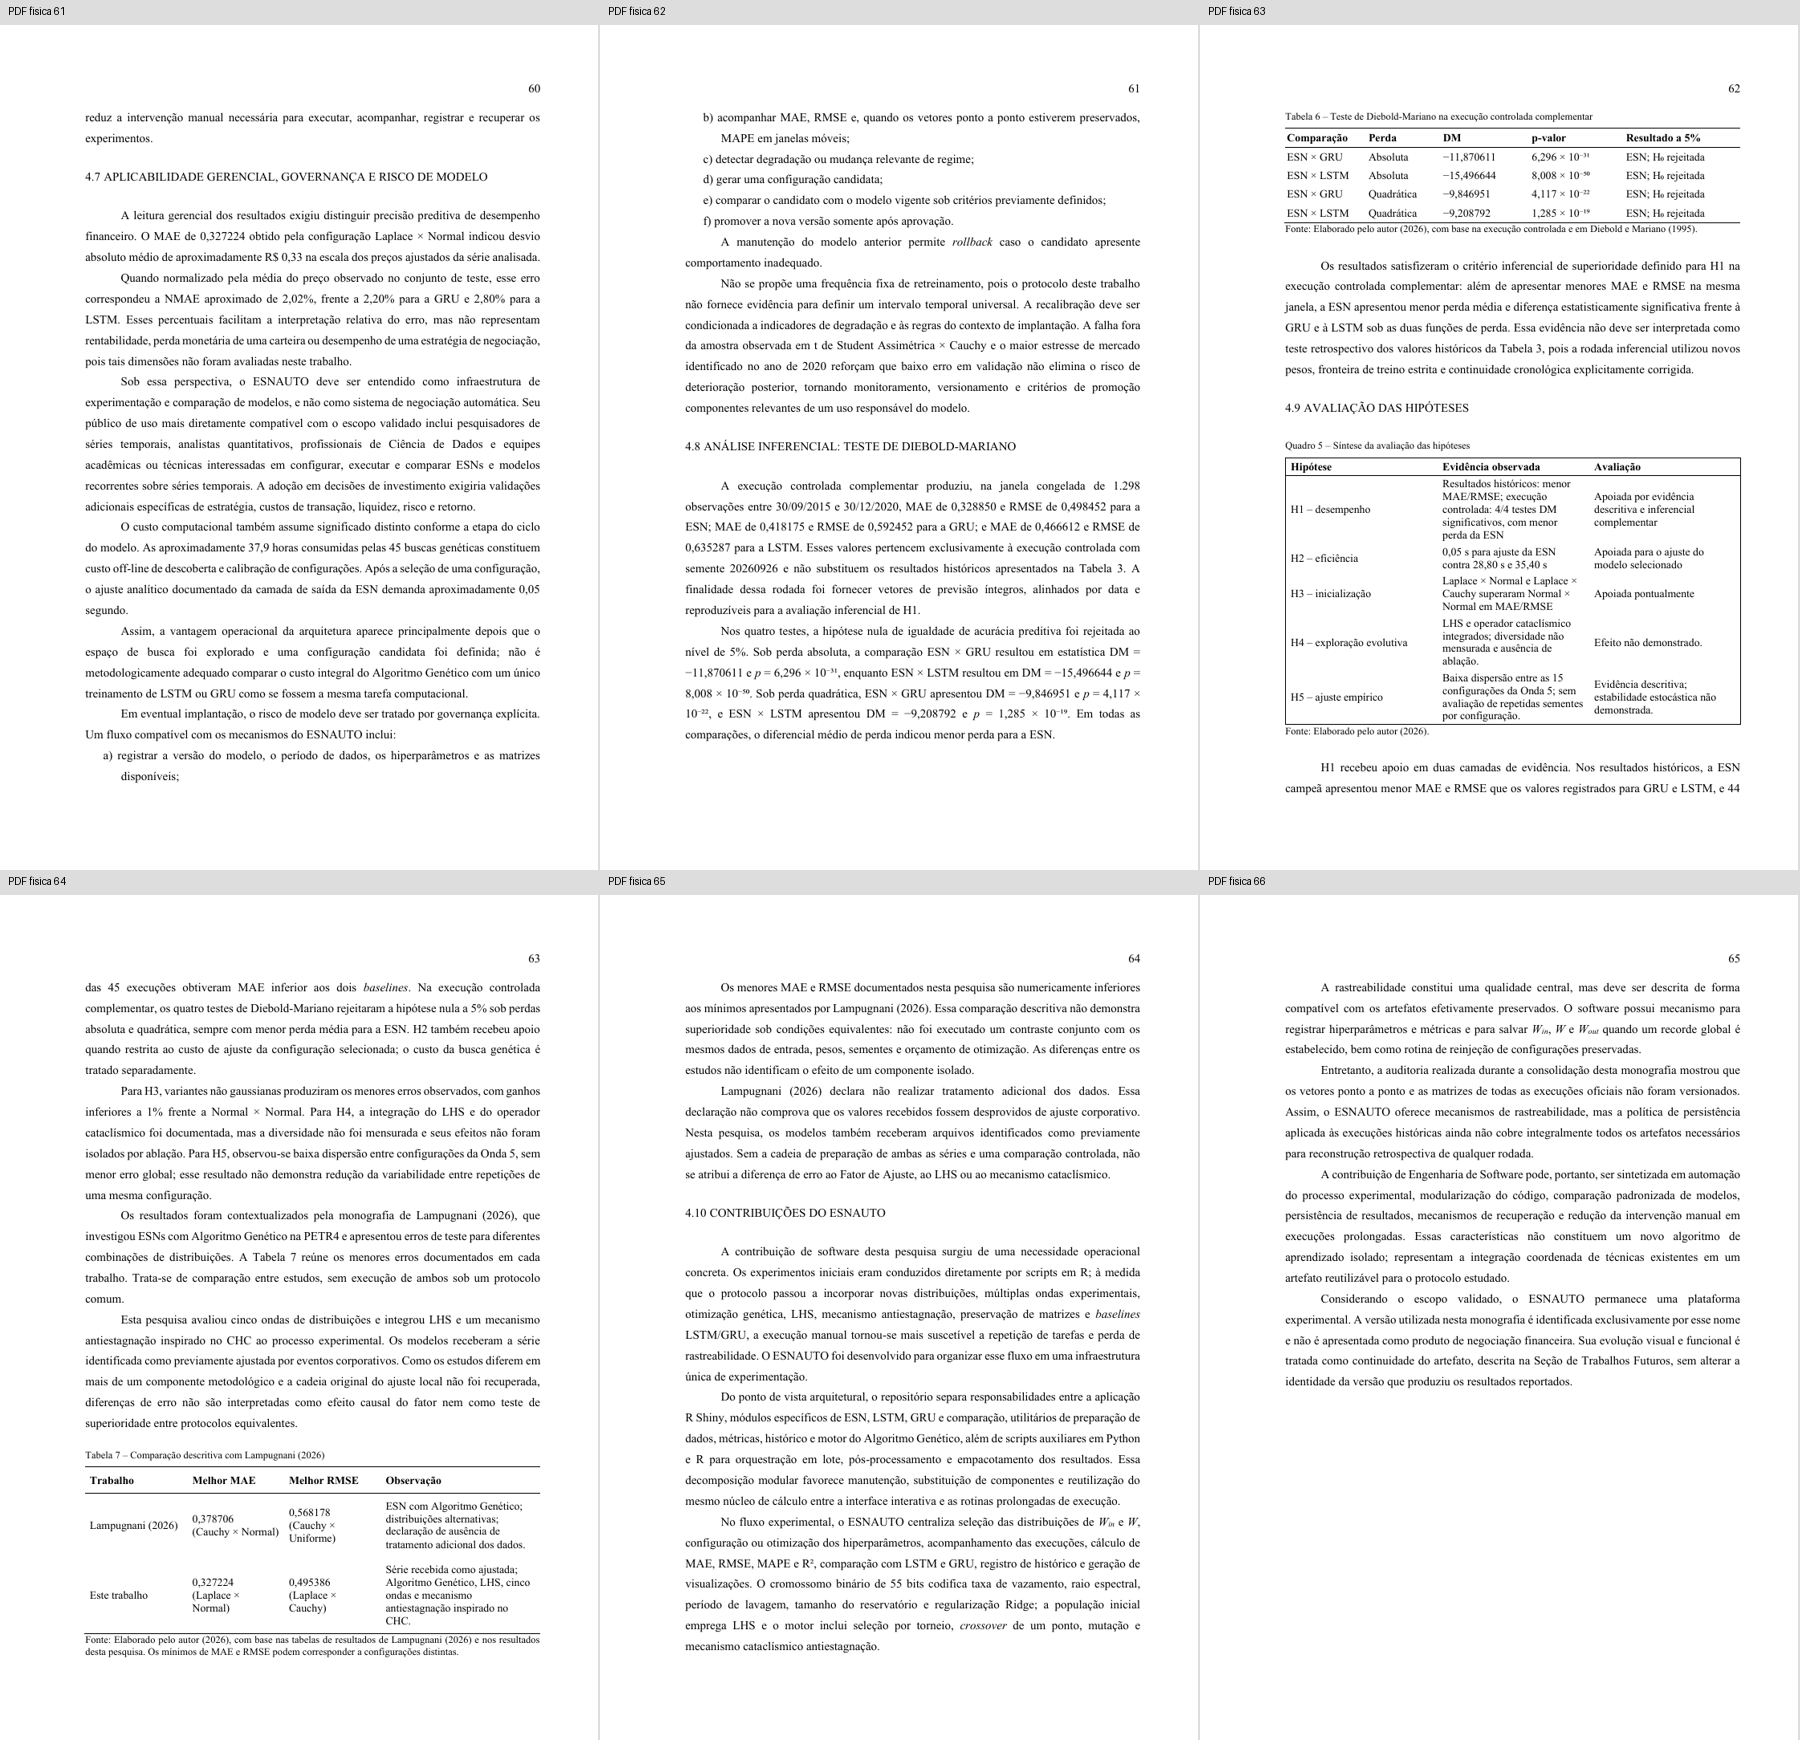 PDF fisica 61
60
reduz a intervenção manual necessária para executar, acompanhar, registrar e recuperar os
experimentos.
4.7 APLICABILIDADE GERENCIAL, GOVERNANÇA E RISCO DE MODELO
A leitura gerencial dos resultados exigiu distinguir precisão preditiva de desempenho
financeiro. O MAE de 0,327224 obtido pela configuração Laplace × Normal indicou desvio
absoluto médio de aproximadamente R$ 0,33 na escala dos preços ajustados da série analisada.
Quando normalizado pela média do preço observado no conjunto de teste, esse erro
correspondeu a NMAE aproximado de 2,02%, frente a 2,20% para a GRU e 2,80% para a
LSTM. Esses percentuais facilitam a interpretação relativa do erro, mas não representam
rentabilidade, perda monetária de uma carteira ou desempenho de uma estratégia de negociação,
pois tais dimensões não foram avaliadas neste trabalho.
Sob essa perspectiva, o ESNAUTO deve ser entendido como infraestrutura de
experimentação e comparação de modelos, e não como sistema de negociação automática. Seu
público de uso mais diretamente compatível com o escopo validado inclui pesquisadores de
séries temporais, analistas quantitativos, profissionais de Ciência de Dados e equipes
acadêmicas ou técnicas interessadas em configurar, executar e comparar ESNs e modelos
recorrentes sobre séries temporais. A adoção em decisões de investimento exigiria validações
adicionais específicas de estratégia, custos de transação, liquidez, risco e retorno.
O custo computacional também assume significado distinto conforme a etapa do ciclo
do modelo. As aproximadamente 37,9 horas consumidas pelas 45 buscas genéticas constituem
custo off-line de descoberta e calibração de configurações. Após a seleção de uma configuração,
o ajuste analítico documentado da camada de saída da ESN demanda aproximadamente 0,05
segundo.
Assim, a vantagem operacional da arquitetura aparece principalmente depois que o
espaço de busca foi explorado e uma configuração candidata foi definida; não é
metodologicamente adequado comparar o custo integral do Algoritmo Genético com um único
treinamento de LSTM ou GRU como se fossem a mesma tarefa computacional.
Em eventual implantação, o risco de modelo deve ser tratado por governança explícita.
Um fluxo compatível com os mecanismos do ESNAUTO inclui:
a) registrar a versão do modelo, o período de dados, os hiperparâmetros e as matrizes
disponíveis;
PDF fisica 62
61
b) acompanhar MAE, RMSE e, quando os vetores ponto a ponto estiverem preservados,
MAPE em janelas móveis;
c) detectar degradação ou mudança relevante de regime;
d) gerar uma configuração candidata;
e) comparar o candidato com o modelo vigente sob critérios previamente definidos;
f) promover a nova versão somente após aprovação.
A manutenção do modelo anterior permite rollback caso o candidato apresente
comportamento inadequado.
Não se propõe uma frequência fixa de retreinamento, pois o protocolo deste trabalho
não fornece evidência para definir um intervalo temporal universal. A recalibração deve ser
condicionada a indicadores de degradação e às regras do contexto de implantação. A falha fora
da amostra observada em t de Student Assimétrica × Cauchy e o maior estresse de mercado
identificado no ano de 2020 reforçam que baixo erro em validação não elimina o risco de
deterioração posterior, tornando monitoramento, versionamento e critérios de promoção
componentes relevantes de um uso responsável do modelo.
4.8 ANÁLISE INFERENCIAL: TESTE DE DIEBOLD-MARIANO
A execução controlada complementar produziu, na janela congelada de 1.298
observações entre 30/09/2015 e 30/12/2020, MAE de 0,328850 e RMSE de 0,498452 para a
ESN; MAE de 0,418175 e RMSE de 0,592452 para a GRU; e MAE de 0,466612 e RMSE de
0,635287 para a LSTM. Esses valores pertencem exclusivamente à execução controlada com
semente 20260926 e não substituem os resultados históricos apresentados na Tabela 3. A
finalidade dessa rodada foi fornecer vetores de previsão íntegros, alinhados por data e
reproduzíveis para a avaliação inferencial de H1.
Nos quatro testes, a hipótese nula de igualdade de acurácia preditiva foi rejeitada ao
nível de 5%. Sob perda absoluta, a comparação ESN × GRU resultou em estatística DM =
−11,870611 e p = 6,296 × 10⁻³¹, enquanto ESN × LSTM resultou em DM = −15,496644 e p =
8,008 × 10⁻⁵⁰. Sob perda quadrática, ESN × GRU apresentou DM = −9,846951 e p = 4,117 ×
10⁻²², e ESN × LSTM apresentou DM = −9,208792 e p = 1,285 × 10⁻¹⁹. Em todas as
comparações, o diferencial médio de perda indicou menor perda para a ESN.
PDF fisica 63
62
Tabela 6 – Teste de Diebold-Mariano na execução controlada complementar
Comparação Perda DM p-valor Resultado a 5%
ESN × GRU Absoluta −11,870611 6,296 × 10⁻³¹ ESN; H₀ rejeitada
ESN × LSTM Absoluta −15,496644 8,008 × 10⁻⁵⁰ ESN; H₀ rejeitada
ESN × GRU Quadrática −9,846951 4,117 × 10⁻²² ESN; H₀ rejeitada
ESN × LSTM Quadrática −9,208792 1,285 × 10⁻¹⁹ ESN; H₀ rejeitada
Fonte: Elaborado pelo autor (2026), com base na execução controlada e em Diebold e Mariano (1995).
Os resultados satisfizeram o critério inferencial de superioridade definido para H1 na
execução controlada complementar: além de apresentar menores MAE e RMSE na mesma
janela, a ESN apresentou menor perda média e diferença estatisticamente significativa frente à
GRU e à LSTM sob as duas funções de perda. Essa evidência não deve ser interpretada como
teste retrospectivo dos valores históricos da Tabela 3, pois a rodada inferencial utilizou novos
pesos, fronteira de treino estrita e continuidade cronológica explicitamente corrigida.
4.9 AVALIAÇÃO DAS HIPÓTESES
Quadro 5 – Síntese da avaliação das hipóteses
Hipótese Evidência observada Avaliação
H1 – desempenho
Resultados históricos: menor
MAE/RMSE; execução
controlada: 4/4 testes DM
significativos, com menor
perda da ESN
Apoiada por evidência
descritiva e inferencial
complementar
H2 – eficiência
0,05 s para ajuste da ESN
contra 28,80 s e 35,40 s
Apoiada para o ajuste do
modelo selecionado
H3 – inicialização
Laplace × Normal e Laplace ×
Cauchy superaram Normal ×
Normal em MAE/RMSE
Apoiada pontualmente
H4 – exploração evolutiva
LHS e operador cataclísmico
integrados; diversidade não
mensurada e ausência de
ablação.
Efeito não demonstrado.
H5 – ajuste empírico
Baixa dispersão entre as 15
configurações da Onda 5; sem
avaliação de repetidas sementes
por configuração.
Evidência descritiva;
estabilidade estocástica não
demonstrada.
Fonte: Elaborado pelo autor (2026).
H1 recebeu apoio em duas camadas de evidência. Nos resultados históricos, a ESN
campeã apresentou menor MAE e RMSE que os valores registrados para GRU e LSTM, e 44
PDF fisica 64
63
das 45 execuções obtiveram MAE inferior aos dois baselines. Na execução controlada
complementar, os quatro testes de Diebold-Mariano rejeitaram a hipótese nula a 5% sob perdas
absoluta e quadrática, sempre com menor perda média para a ESN. H2 também recebeu apoio
quando restrita ao custo de ajuste da configuração selecionada; o custo da busca genética é
tratado separadamente.
Para H3, variantes não gaussianas produziram os menores erros observados, com ganhos
inferiores a 1% frente a Normal × Normal. Para H4, a integração do LHS e do operador
cataclísmico foi documentada, mas a diversidade não foi mensurada e seus efeitos não foram
isolados por ablação. Para H5, observou-se baixa dispersão entre configurações da Onda 5, sem
menor erro global; esse resultado não demonstra redução da variabilidade entre repetições de
uma mesma configuração.
Os resultados foram contextualizados pela monografia de Lampugnani (2026), que
investigou ESNs com Algoritmo Genético na PETR4 e apresentou erros de teste para diferentes
combinações de distribuições. A Tabela 7 reúne os menores erros documentados em cada
trabalho. Trata-se de comparação entre estudos, sem execução de ambos sob um protocolo
comum.
Esta pesquisa avaliou cinco ondas de distribuições e integrou LHS e um mecanismo
antiestagnação inspirado no CHC ao processo experimental. Os modelos receberam a série
identificada como previamente ajustada por eventos corporativos. Como os estudos diferem em
mais de um componente metodológico e a cadeia original do ajuste local não foi recuperada,
diferenças de erro não são interpretadas como efeito causal do fator nem como teste de
superioridade entre protocolos equivalentes.
Tabela 7 – Comparação descritiva com Lampugnani (2026)
Trabalho Melhor MAE Melhor RMSE Observação
Lampugnani (2026)
0,378706
(Cauchy × Normal)
0,568178
(Cauchy ×
Uniforme)
ESN com Algoritmo Genético;
distribuições alternativas;
declaração de ausência de
tratamento adicional dos dados.
Este trabalho
0,327224
(Laplace ×
Normal)
0,495386
(Laplace ×
Cauchy)
Série recebida como ajustada;
Algoritmo Genético, LHS, cinco
ondas e mecanismo
antiestagnação inspirado no
CHC.
Fonte: Elaborado pelo autor (2026), com base nas tabelas de resultados de Lampugnani (2026) e nos resultados
desta pesquisa. Os mínimos de MAE e RMSE podem corresponder a configurações distintas.
PDF fisica 65
64
Os menores MAE e RMSE documentados nesta pesquisa são numericamente inferiores
aos mínimos apresentados por Lampugnani (2026). Essa comparação descritiva não demonstra
superioridade sob condições equivalentes: não foi executado um contraste conjunto com os
mesmos dados de entrada, pesos, sementes e orçamento de otimização. As diferenças entre os
estudos não identificam o efeito de um componente isolado.
Lampugnani (2026) declara não realizar tratamento adicional dos dados. Essa
declaração não comprova que os valores recebidos fossem desprovidos de ajuste corporativo.
Nesta pesquisa, os modelos também receberam arquivos identificados como previamente
ajustados. Sem a cadeia de preparação de ambas as séries e uma comparação controlada, não
se atribui a diferença de erro ao Fator de Ajuste, ao LHS ou ao mecanismo cataclísmico.
4.10 CONTRIBUIÇÕES DO ESNAUTO
A contribuição de software desta pesquisa surgiu de uma necessidade operacional
concreta. Os experimentos iniciais eram conduzidos diretamente por scripts em R; à medida
que o protocolo passou a incorporar novas distribuições, múltiplas ondas experimentais,
otimização genética, LHS, mecanismo antiestagnação, preservação de matrizes e baselines
LSTM/GRU, a execução manual tornou-se mais suscetível a repetição de tarefas e perda de
rastreabilidade. O ESNAUTO foi desenvolvido para organizar esse fluxo em uma infraestrutura
única de experimentação.
Do ponto de vista arquitetural, o repositório separa responsabilidades entre a aplicação
R Shiny, módulos específicos de ESN, LSTM, GRU e comparação, utilitários de preparação de
dados, métricas, histórico e motor do Algoritmo Genético, além de scripts auxiliares em Python
e R para orquestração em lote, pós-processamento e empacotamento dos resultados. Essa
decomposição modular favorece manutenção, substituição de componentes e reutilização do
mesmo núcleo de cálculo entre a interface interativa e as rotinas prolongadas de execução.
No fluxo experimental, o ESNAUTO centraliza seleção das distribuições de Win e W,
configuração ou otimização dos hiperparâmetros, acompanhamento das execuções, cálculo de
MAE, RMSE, MAPE e R², comparação com LSTM e GRU, registro de histórico e geração de
visualizações. O cromossomo binário de 55 bits codifica taxa de vazamento, raio espectral,
período de lavagem, tamanho do reservatório e regularização Ridge; a população inicial
emprega LHS e o motor inclui seleção por torneio, crossover de um ponto, mutação e
mecanismo cataclísmico antiestagnação.
PDF fisica 66
65
A rastreabilidade constitui uma qualidade central, mas deve ser descrita de forma
compatível com os artefatos efetivamente preservados. O software possui mecanismo para
registrar hiperparâmetros e métricas e para salvar Win, W e Wout quando um recorde global é
estabelecido, bem como rotina de reinjeção de configurações preservadas.
Entretanto, a auditoria realizada durante a consolidação desta monografia mostrou que
os vetores ponto a ponto e as matrizes de todas as execuções oficiais não foram versionados.
Assim, o ESNAUTO oferece mecanismos de rastreabilidade, mas a política de persistência
aplicada às execuções históricas ainda não cobre integralmente todos os artefatos necessários
para reconstrução retrospectiva de qualquer rodada.
A contribuição de Engenharia de Software pode, portanto, ser sintetizada em automação
do processo experimental, modularização do código, comparação padronizada de modelos,
persistência de resultados, mecanismos de recuperação e redução da intervenção manual em
execuções prolongadas. Essas características não constituem um novo algoritmo de
aprendizado isolado; representam a integração coordenada de técnicas existentes em um
artefato reutilizável para o protocolo estudado.
Considerando o escopo validado, o ESNAUTO permanece uma plataforma
experimental. A versão utilizada nesta monografia é identificada exclusivamente por esse nome
e não é apresentada como produto de negociação financeira. Sua evolução visual e funcional é
tratada como continuidade do artefato, descrita na Seção de Trabalhos Futuros, sem alterar a
identidade da versão que produziu os resultados reportados.